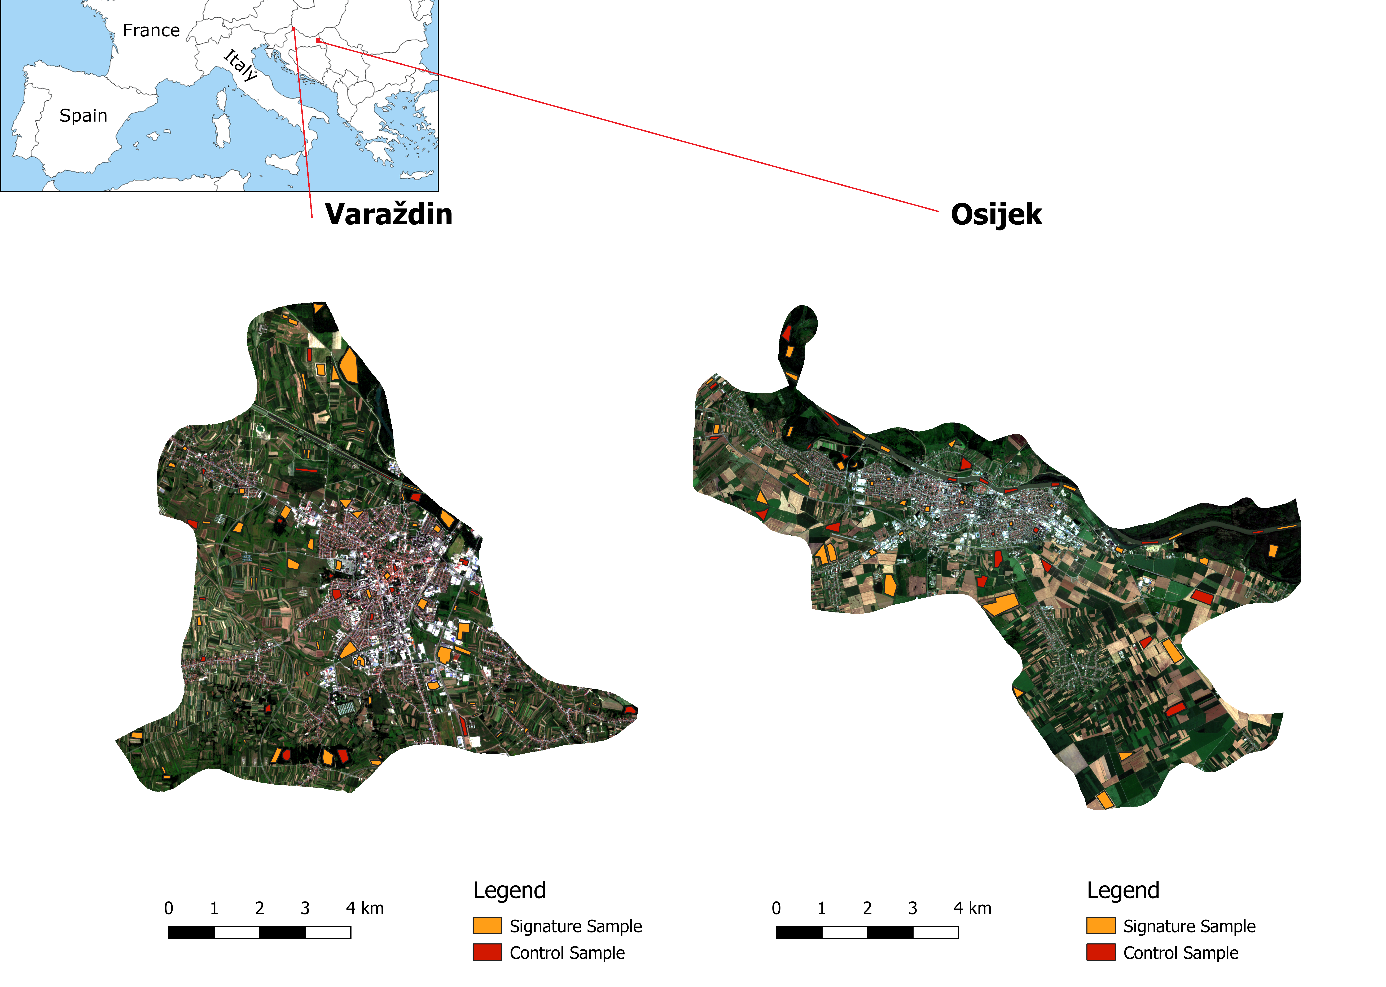 France
Italy
Spain
Varaždin
Osijek
Legend
0 1 2 3 4 km
Signature Sample
Control Sample
Legend
0 1 2 3 4 km
Signature Sample
Control Sample